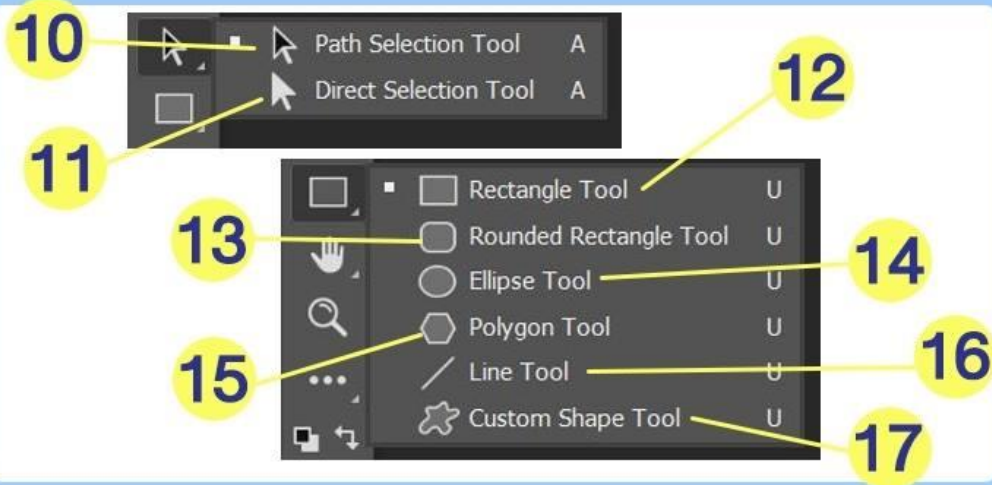 10
Path Selection Tool A
Direct Selection Tool A
11
12
Rectangle Tool U
13
Rounded Rectangle Tool U
Ellipse Tool U
14
Polygon Tool U
15
Line Tool U
16
Custom Shape Tool U
17